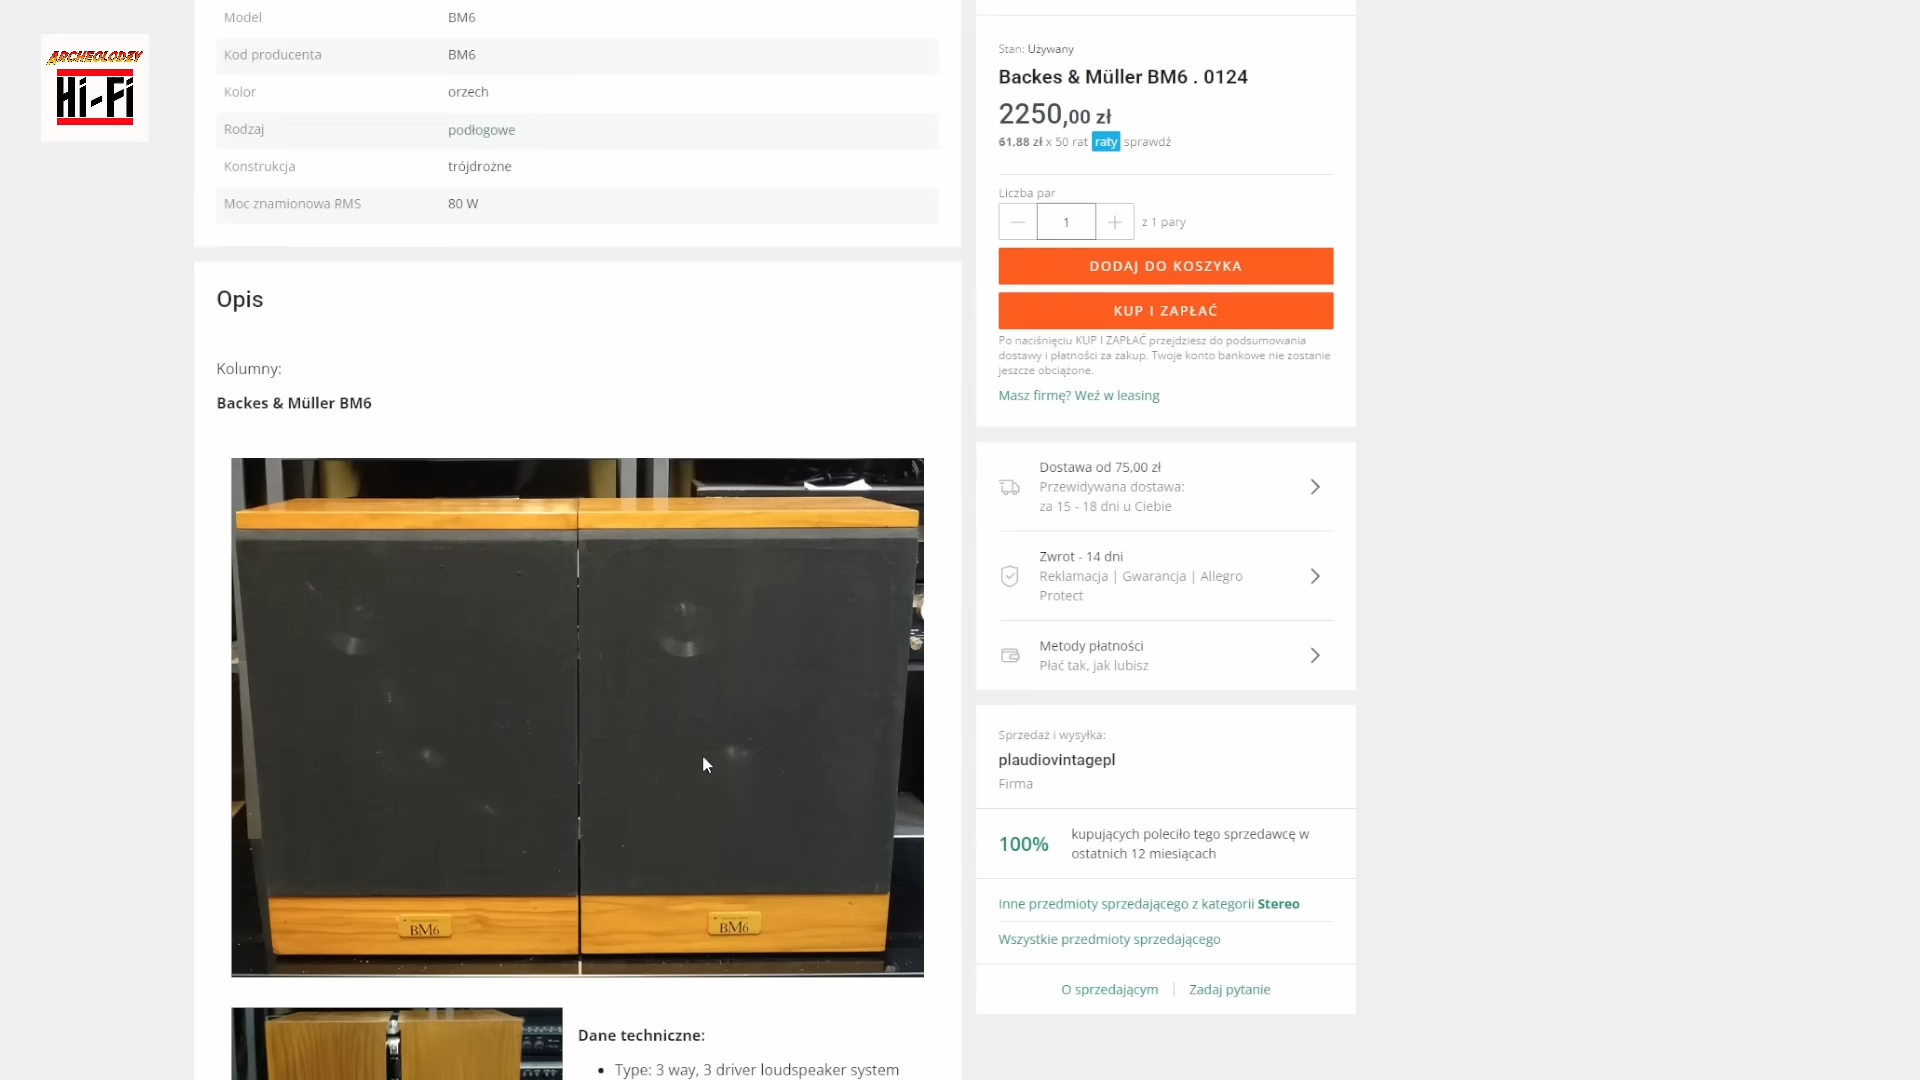 ARCHEOLODZY
Hi-Fi
Model BM6
Kod producenta BM6
Kolor orzech
Rodzaj podłogowe
Konstrukcja trójdrożne
Moc znamionowa RMS 80 W
Opis
Kolumny:
Backes & Müller BM6
BM6
BM6
Dane techniczne:
• Type: 3 way, 3 driver loudspeaker system
Stan: Używany
Backes & Müller BM6 . 0124
2250,00 zł
61,88 zł x 50 rat raty sprawdź
Liczba par
1 z 1 pary
DODAJ DO KOSZYKA
KUP I ZAPŁAĆ
Po naciśnięciu KUP I ZAPŁAĆ przejdziesz do podsumowania
dostawy i płatności za zakup. Twoje konto bankowe nie zostanie
jeszcze obciążone.
Masz firmę? Weź w leasing
Dostawa od 75,00 zł
Przewidywana dostawa:
za 15 - 18 dni u Ciebie
Zwrot - 14 dni
Reklamacja | Gwarancja | Allegro
Protect
Metody płatności
Płać tak, jak lubisz
Sprzedaż i wysyłka:
plaudiovintagepl
Firma
100% kupujących poleciło tego sprzedawcę w
ostatnich 12 miesiącach
Inne przedmioty sprzedającego z kategorii Stereo
Wszystkie przedmioty sprzedającego
O sprzedającym | Zadaj pytanie